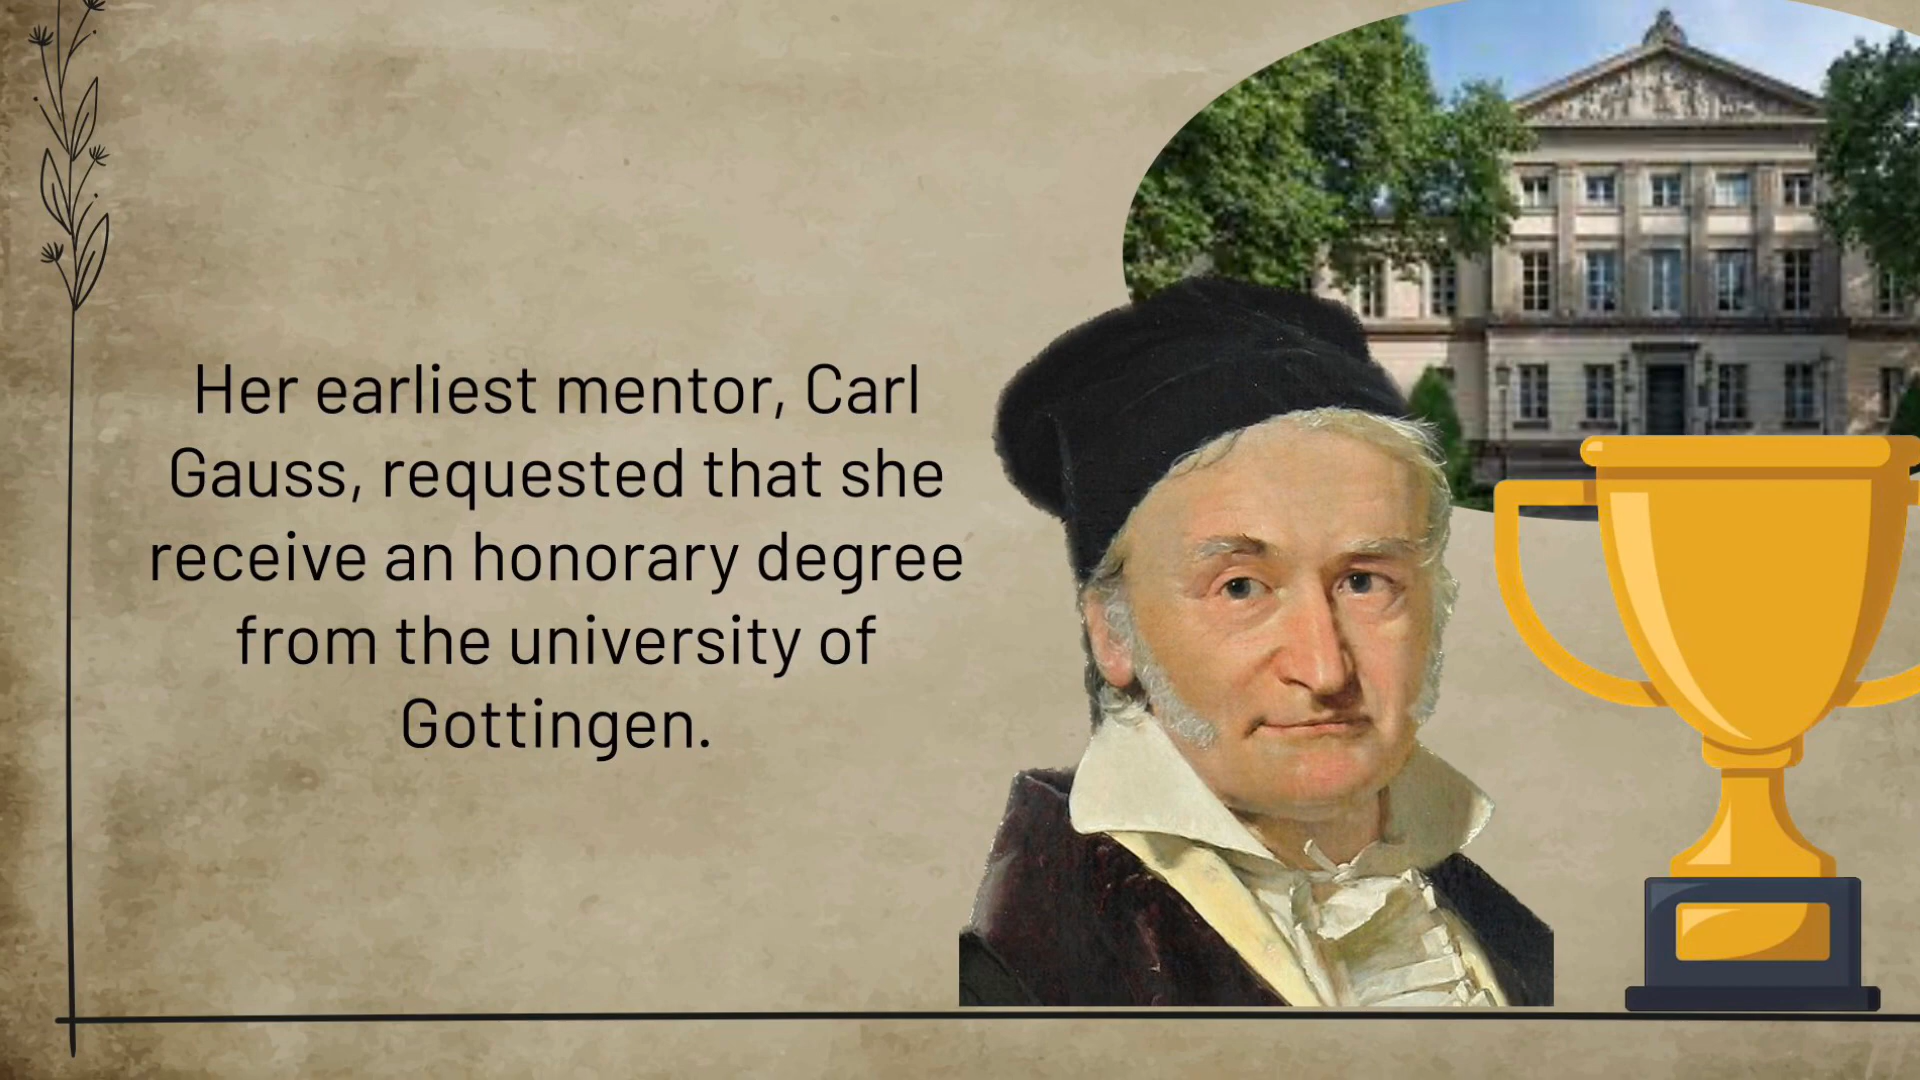 Her earliest mentor, Carl
Gauss, requested that she
receive an honorary degree
from the university of
Gottingen.